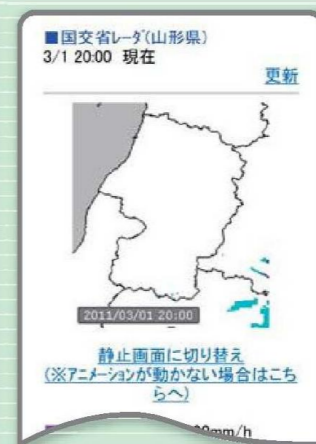 ■国交省ﾚｰﾀﾞ(山形県)
3/1 20:00 現在
更新
2011/03/01 20:00
静止画面に切り替え
(※ｱﾆﾒｰｼｮﾝが動かない場合はこち
らへ)
mm/h